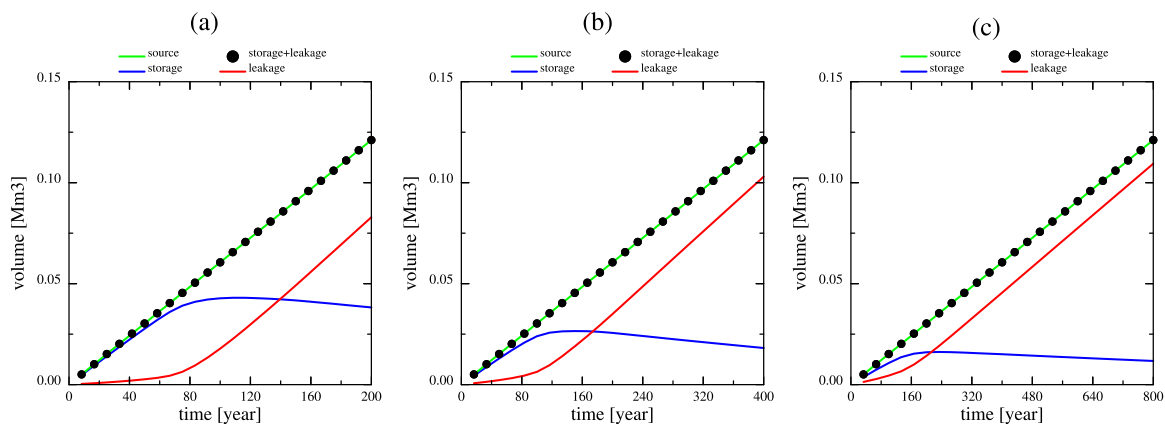 (a)
source
storage+leakage
storage
leakage
0.15
0.10
0.05
0.00
volume [Mm3]
0
40
80
120
160
200
time [year]
(b)
source
storage+leakage
storage
leakage
0.15
0.10
0.05
0.00
volume [Mm3]
0
80
160
240
320
400
time [year]
(c)
source
storage+leakage
storage
leakage
0.15
0.10
0.05
0.00
volume [Mm3]
0
160
320
480
640
800
time [year]